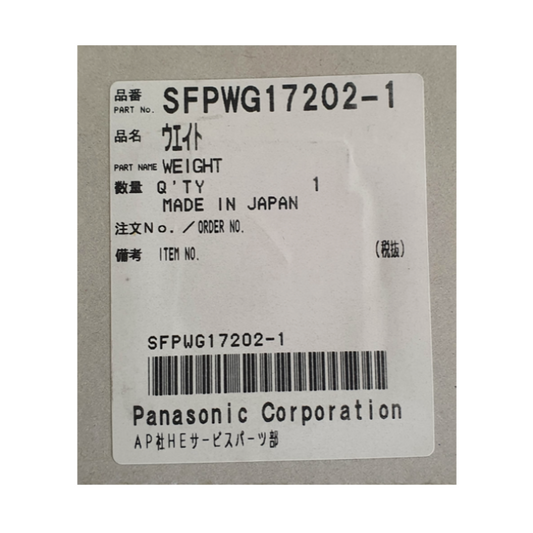 品番 SFPWG17202-1
PART No.
品名 ウエイト
PART NAME WEIGHT
数量 Q'TY 1
MADE IN JAPAN
注文No./ORDER NO.
備考 ITEM NO. (税抜)
SFPWG17202-1
Panasonic Corporation
AP社HEサービスパーツ部